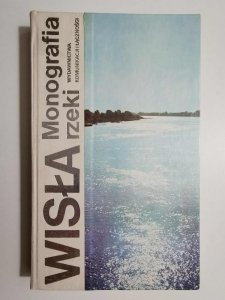 WISŁA
Monografia
rzeki
WYDAWNICTWA
KOMUNIKACJI I ŁĄCZNOŚCI